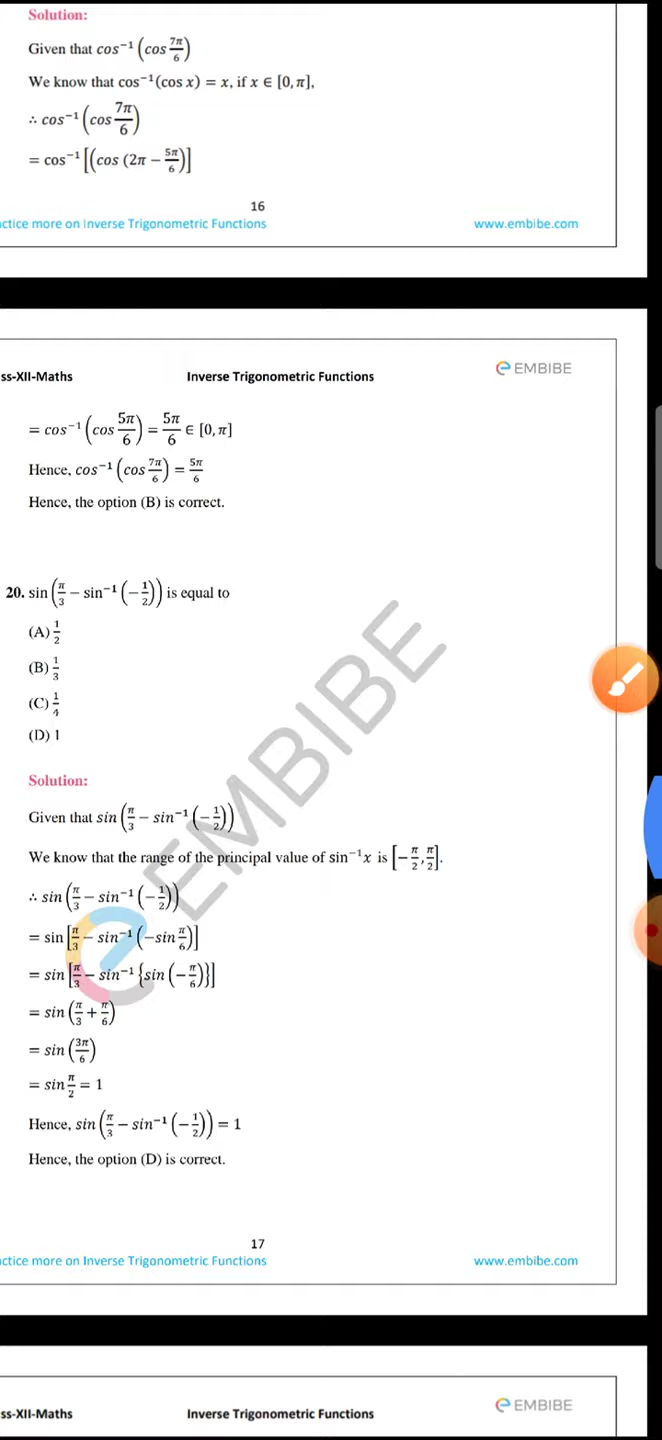 Solution:
Given that cos⁻¹(cos 7π/6)
We know that cos⁻¹(cos x) = x, if x ∈ [0, π],
∴ cos⁻¹(cos 7π/6)
= cos⁻¹[(cos (2π − 5π/6)]
16
actice more on Inverse Trigonometric Functions www.embibe.com
ss-XII-Maths Inverse Trigonometric Functions EMBIBE
= cos⁻¹(cos 5π/6) = 5π/6 ∈ [0, π]
Hence, cos⁻¹(cos 7π/6) = 5π/6
Hence, the option (B) is correct.
20. sin(π/3 − sin⁻¹(−1/2)) is equal to
(A) 1/2
(B) 1/3
(C) 1/4
(D) 1
EMBIBE
Solution:
Given that sin(π/3 − sin⁻¹(−1/2))
We know that the range of the principal value of sin⁻¹x is [−π/2, π/2].
∴ sin(π/3 − sin⁻¹(−1/2))
= sin[π/3 − sin⁻¹(−sin π/6)]
= sin[π/3 − sin⁻¹{sin(−π/6)}]
= sin(π/3 + π/6)
= sin(3π/6)
= sin π/2 = 1
Hence, sin(π/3 − sin⁻¹(−1/2)) = 1
Hence, the option (D) is correct.
17
actice more on Inverse Trigonometric Functions www.embibe.com
ss-XII-Maths Inverse Trigonometric Functions EMBIBE